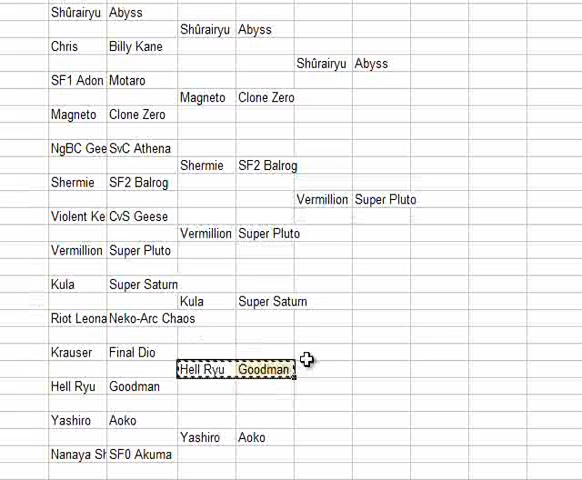 Shûrairyu Abyss
Shûrairyu Abyss
Chris Billy Kane
Shûrairyu Abyss
SF1 Adon Motaro
Magneto Clone Zero
Magneto Clone Zero
NgBC Gee SvC Athena
Shermie SF2 Balrog
Shermie SF2 Balrog
Vermillion Super Pluto
Violent Ke CvS Geese
Vermillion Super Pluto
Vermillion Super Pluto
Kula Super Saturn
Kula Super Saturn
Riot Leona Neko-Arc Chaos
Krauser Final Dio
Hell Ryu Goodman
Hell Ryu Goodman
Yashiro Aoko
Yashiro Aoko
Nanaya Sh SF0 Akuma